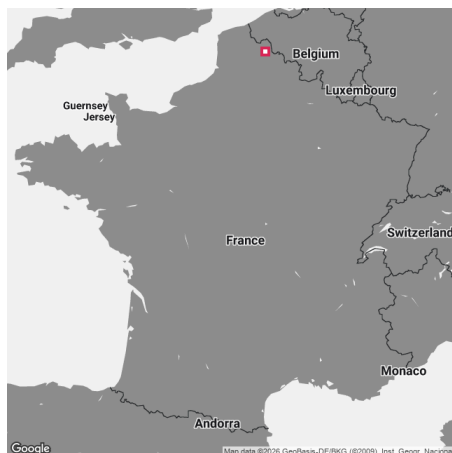 Belgium
Luxembourg
Guernsey
Jersey
Switzerland
France
Monaco
Andorra
Google
Map data ©2026 GeoBasis-DE/BKG (©2009), Inst. Geogr. Naciona